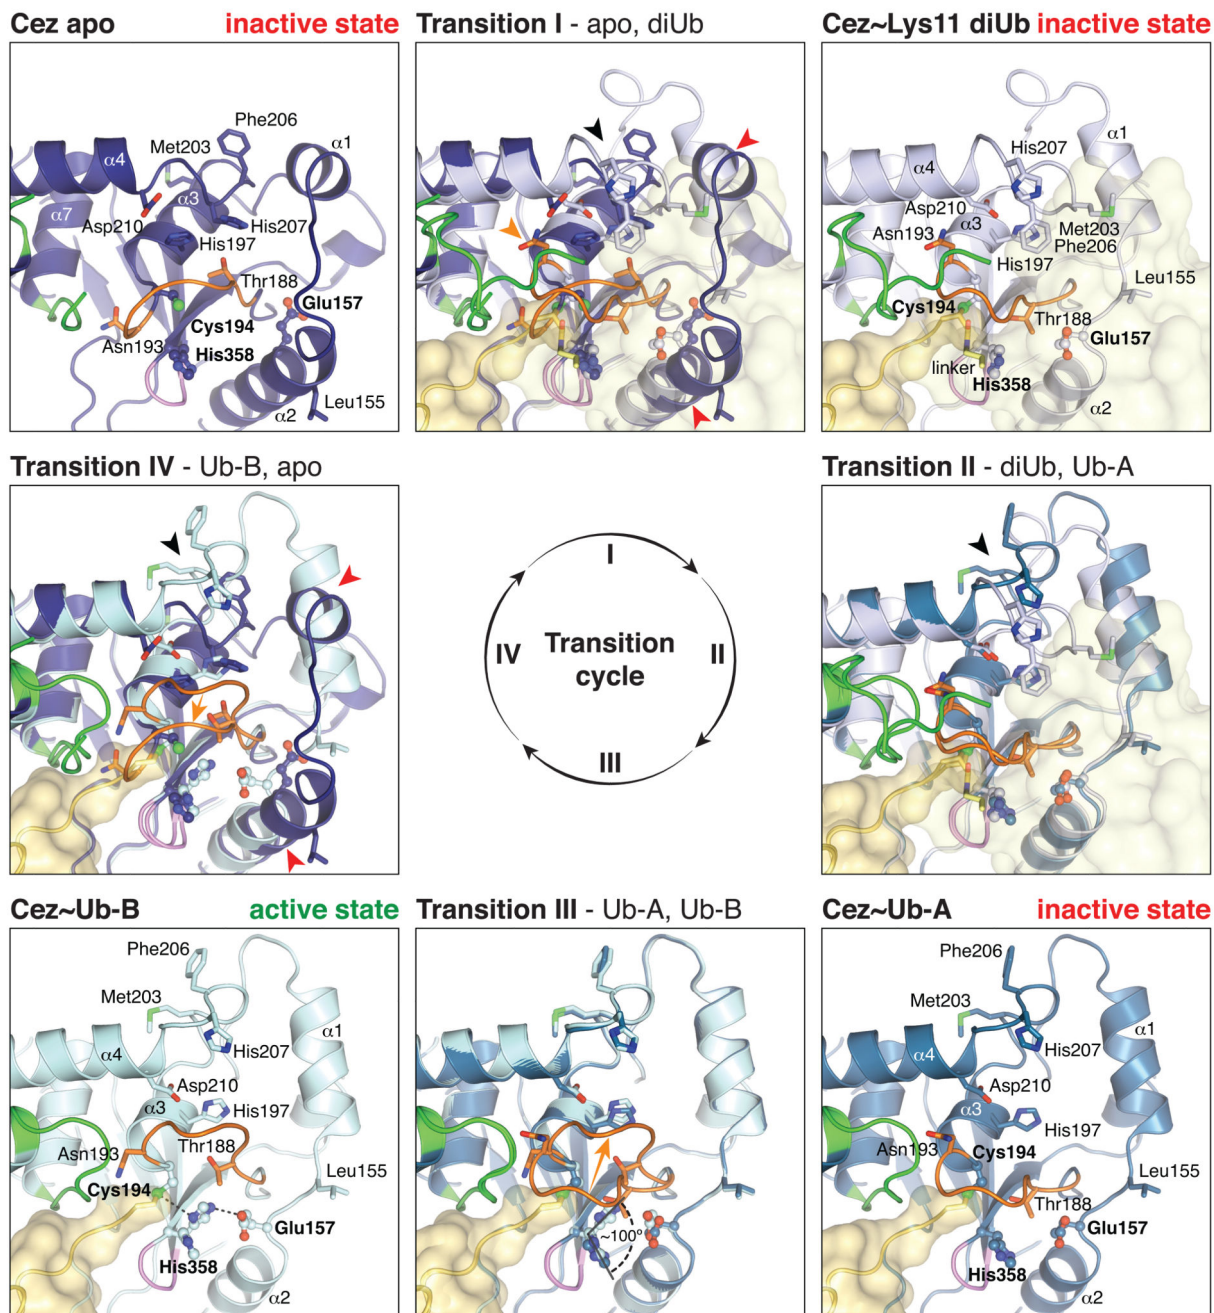 Cez apo inactive state
Phe206
Met203
α1
α4
α3
α7
Asp210
His207
His197
Thr188
Glu157
Cys194
Asn193
His358
Leu155
α2
Transition I - apo, diUb
Cez~Lys11 diUb inactive state
α1
His207
α4
Asp210
α3
Met203
Asn193
Phe206
His197
Leu155
Cys194
Thr188
Glu157
linker
His358
α2
Transition IV - Ub-B, apo
I
IV Transition II
cycle
III
Transition II - diUb, Ub-A
Cez~Ub-B active state
Phe206
Met203
α1
His207
α4
Asp210
α3
His197
Asn193
Thr188
Cys194
Leu155
Glu157
His358
α2
Transition III - Ub-A, Ub-B
~100º
Cez~Ub-A inactive state
Phe206
Met203
α1
His207
α4
Asp210
α3
His197
Asn193
Cys194
Leu155
Thr188
Glu157
His358
α2